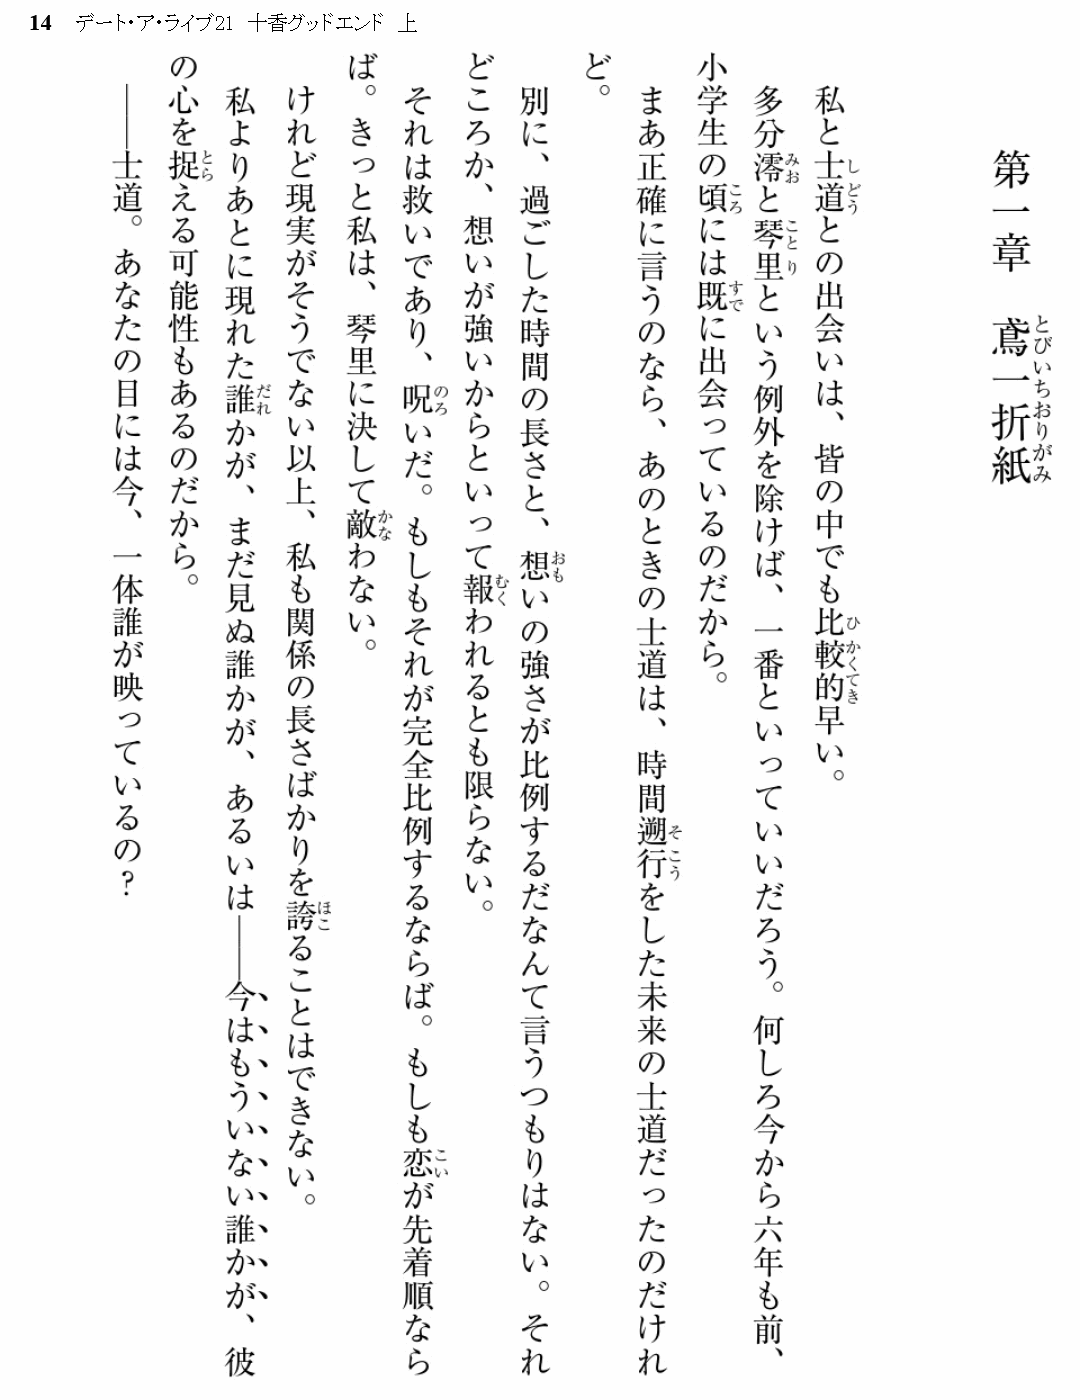 14 デート・ア・ライブ21 十香グッドエンド 上
第一章 鳶一折紙
私と士道との出会いは、皆の中でも比較的早い。
多分澪と琴里という例外を除けば、一番といっていいだろう。何しろ今から六年も前、
小学生の頃には既に出会っているのだから。
まあ正確に言うのなら、あのときの士道は、時間遡行をした未来の士道だったのだけれ
ど。
別に、過ごした時間の長さと、想いの強さが比例するだなんて言うつもりはない。それ
どころか、想いが強いからといって報われるとも限らない。
それは救いであり、呪いだ。もしもそれが完全比例するならば。もしも恋が先着順なら
ば。きっと私は、琴里に決して敵わない。
けれど現実がそうでない以上、私も関係の長さばかりを誇ることはできない。
私よりあとに現れた誰かが、まだ見ぬ誰かが、あるいは――今はもういない誰かが、彼
の心を捉える可能性もあるのだから。
――士道。あなたの目には今、一体誰が映っているの?